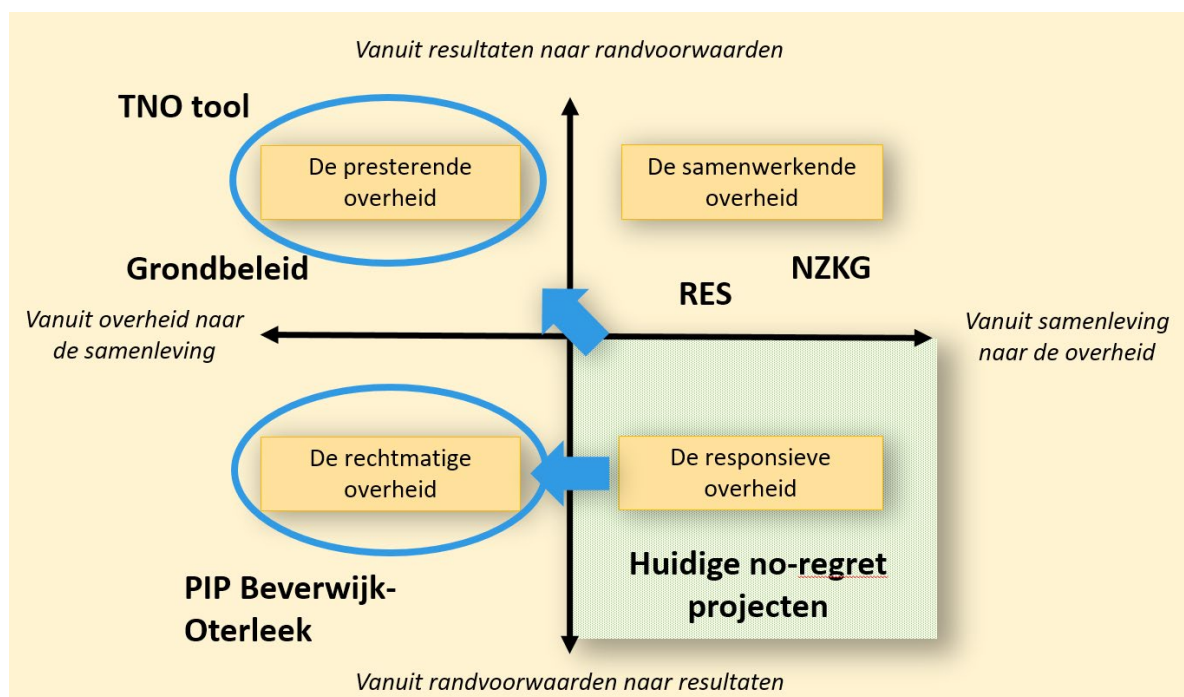 Vanuit resultaten naar randvoorwaarden
TNO tool
De presterende
overheid
De samenwerkende
overheid
Grondbeleid
NZKG
RES
Vanuit overheid naar
de samenleving
Vanuit samenleving
naar de overheid
De rechtmatige
overheid
De responsieve
overheid
PIP Beverwijk-
Oterleek
Huidige no-regret
projecten
Vanuit randvoorwaarden naar resultaten